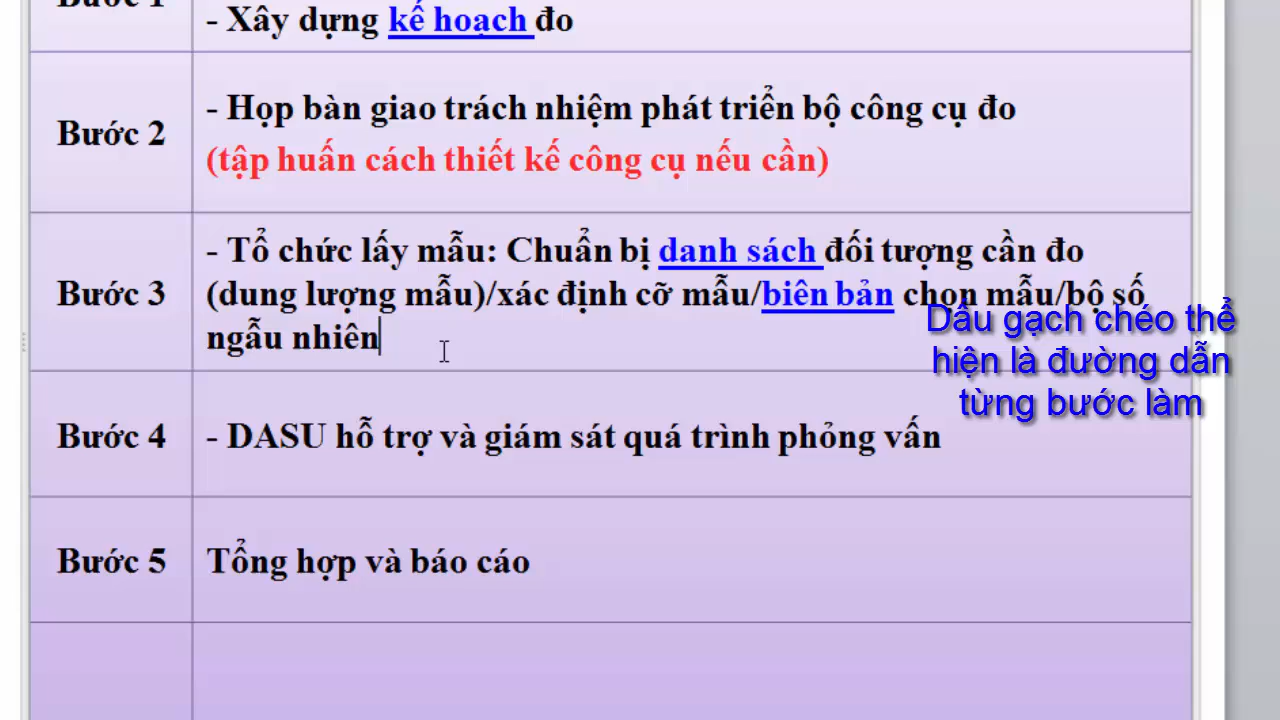 Bước 1
- Xây dựng kế hoạch đo
Bước 2
- Họp bàn giao trách nhiệm phát triển bộ công cụ đo
(tập huấn cách thiết kế công cụ nếu cần)
Bước 3
- Tổ chức lấy mẫu: Chuẩn bị danh sách đối tượng cần đo
(dung lượng mẫu)/xác định cỡ mẫu/biên bản chọn mẫu/bộ số
ngẫu nhiên
Dấu gạch chéo thể
hiện là đường dẫn
từng bước làm
Bước 4
- DASU hỗ trợ và giám sát quá trình phỏng vấn
Bước 5
Tổng hợp và báo cáo